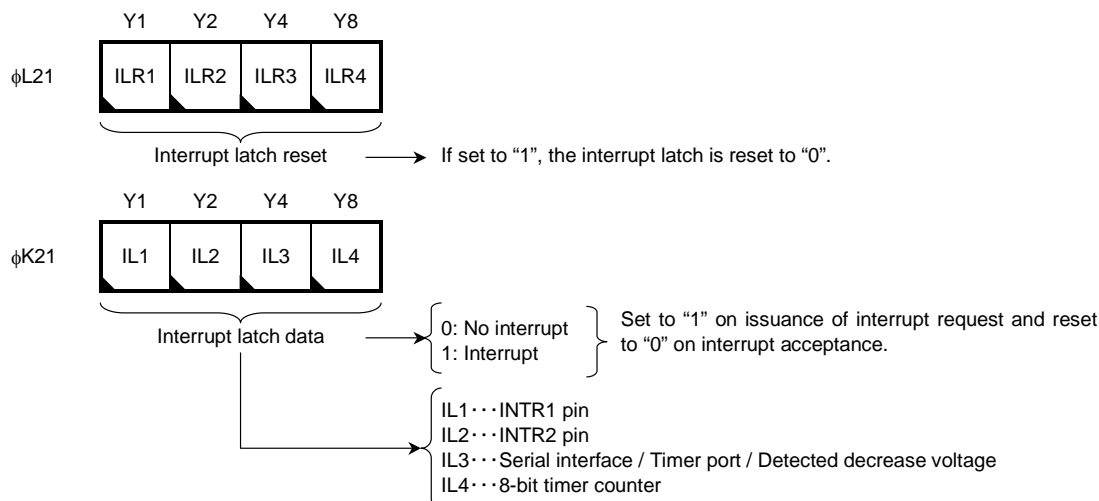 Y1 Y2 Y4 Y8
ϕL21 ILR1 ILR2 ILR3 ILR4
Interrupt latch reset
If set to “1”, the interrupt latch is reset to “0”.
Y1 Y2 Y4 Y8
ϕK21 IL1 IL2 IL3 IL4
Interrupt latch data
0: No interrupt
1: Interrupt
Set to “1” on issuance of interrupt request and reset
to “0” on interrupt acceptance.
IL1･･･INTR1 pin
IL2･･･INTR2 pin
IL3･･･Serial interface / Timer port / Detected decrease voltage
IL4･･･8-bit timer counter